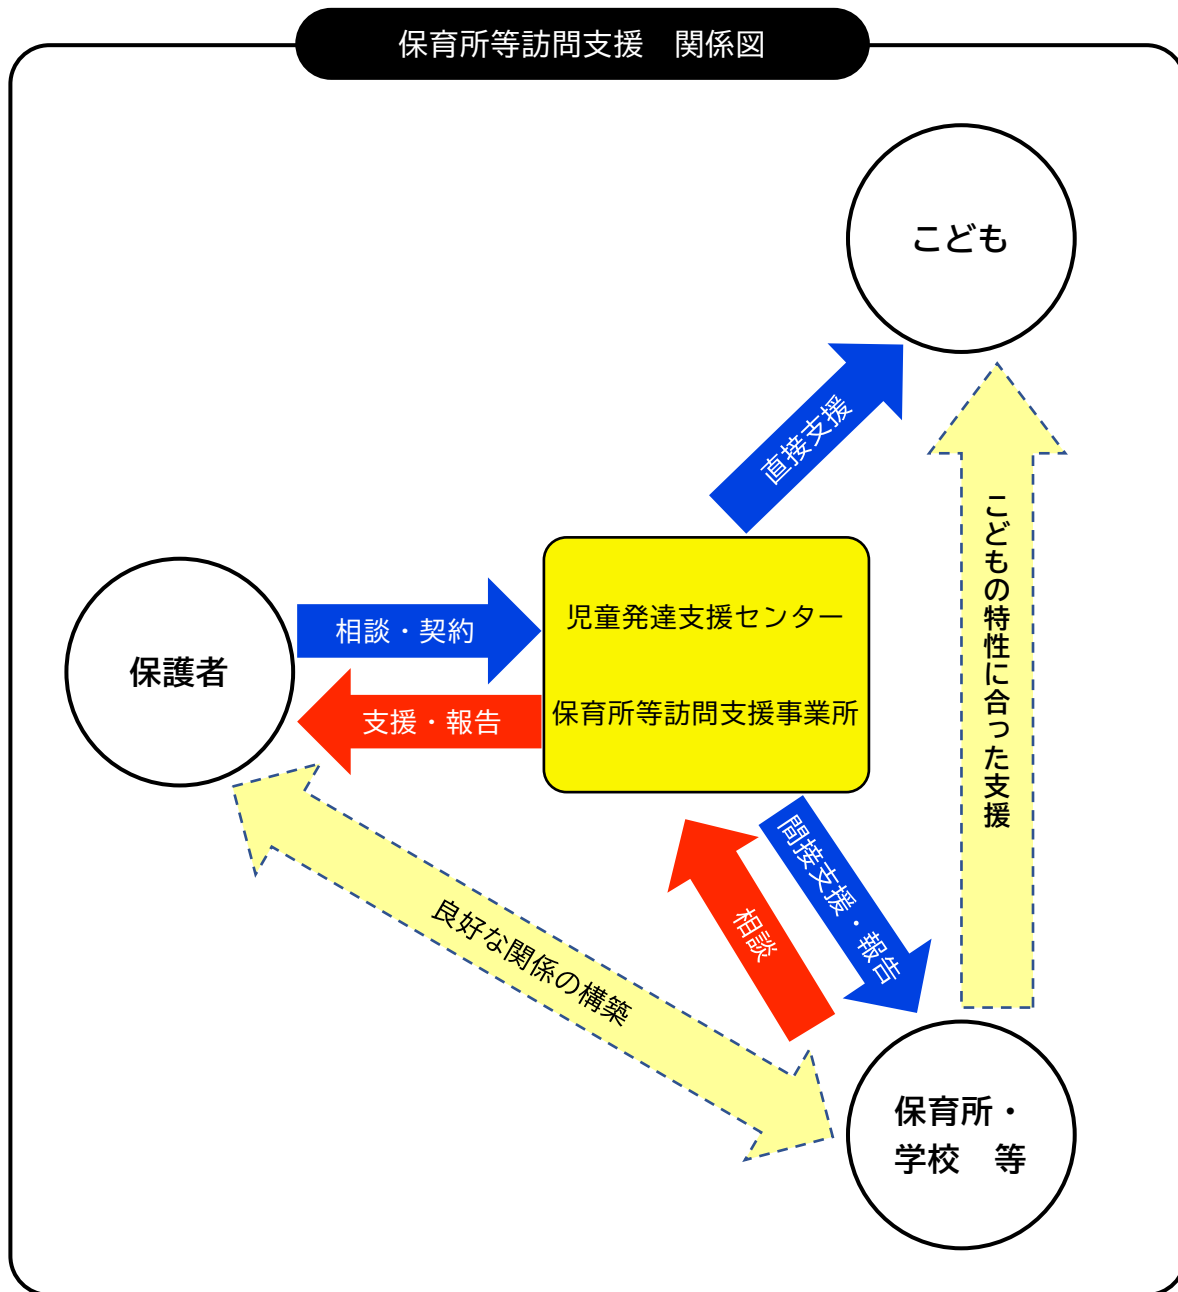 保育所等訪問支援　関係図
こども
直接支援
こどもの特性に合った支援
児童発達支援センター
保育所等訪問支援事業所
相談・契約
保護者
支援・報告
間接支援・報告
相談
良好な関係の構築
保育所・
学校　等